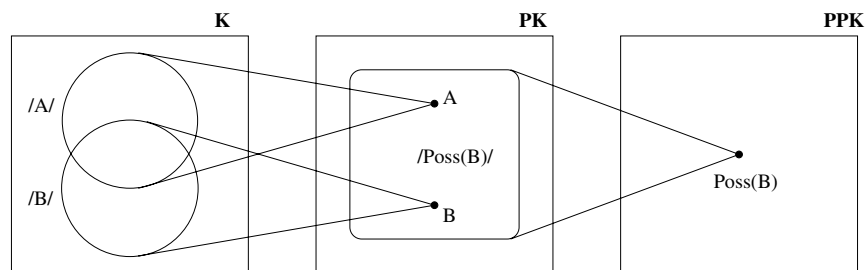 K
PK
PPK
/A/
A
/Poss(B)/
Poss(B)
/B/
B